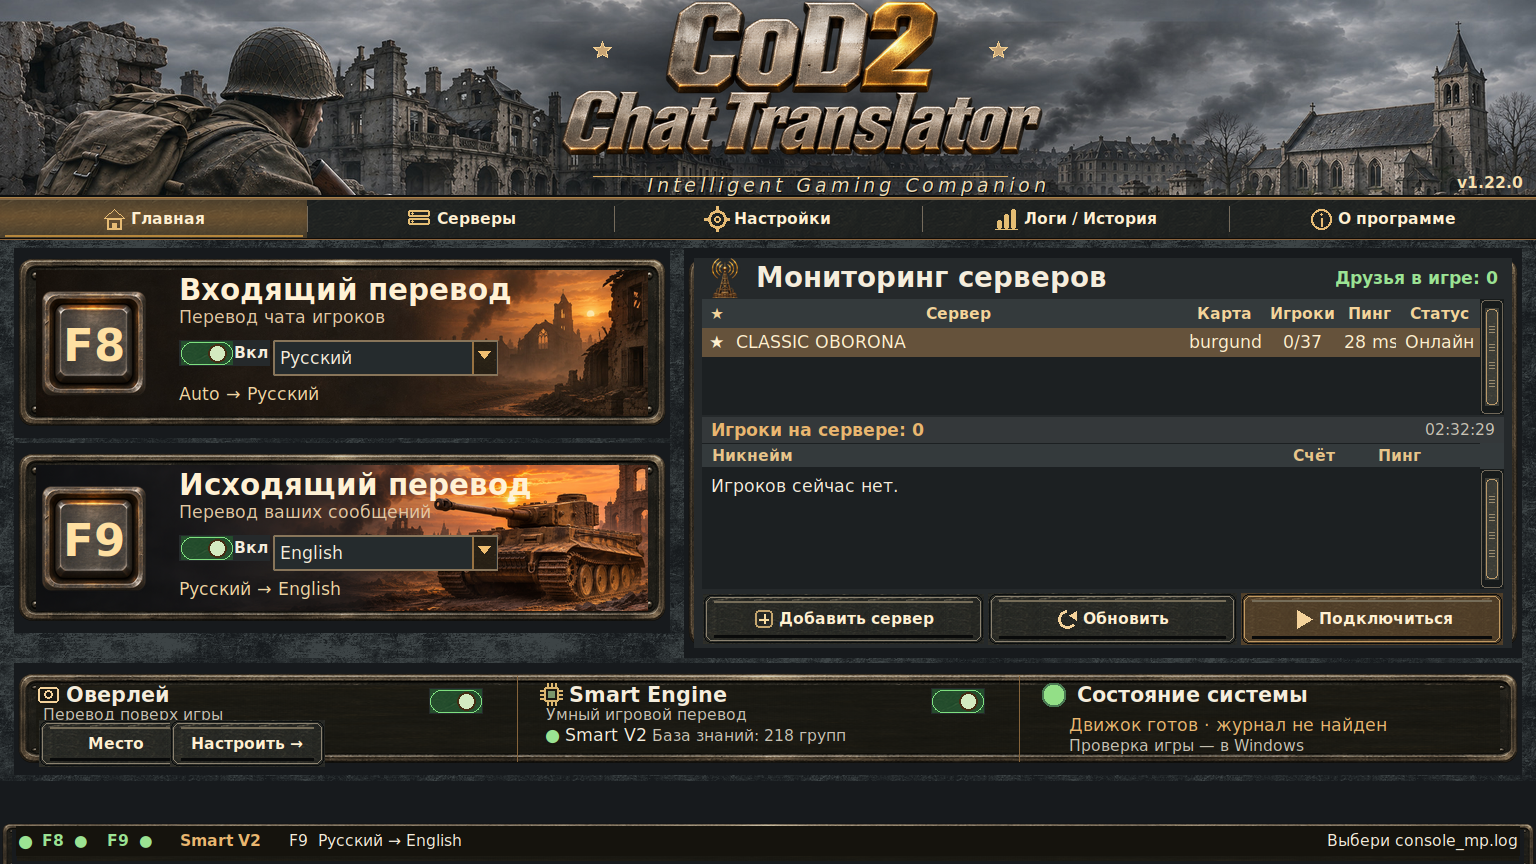 CoD2
Chat Translator
Intelligent Gaming Companion
v1.22.0
Главная
Серверы
Настройки
Логи / История
О программе
F8
Входящий перевод
Перевод чата игроков
Вкл
Русский
Auto → Русский
F9
Исходящий перевод
Перевод ваших сообщений
Вкл
English
Русский → English
Мониторинг серверов
Друзья в игре: 0
★ Сервер Карта Игроки Пинг Статус
★ CLASSIC OBORONA burgund 0/37 28 ms Онлайн
Игроки на сервере: 0
02:32:29
Никнейм Счёт Пинг
Игроков сейчас нет.
Добавить сервер
Обновить
Подключиться
Оверлей
Перевод поверх игры
Место
Настроить →
Smart Engine
Умный игровой перевод
Smart V2 База знаний: 218 групп
Состояние системы
Движок готов · журнал не найден
Проверка игры — в Windows
F8 F9 Smart V2 F9 Русский → English
Выбери console_mp.log